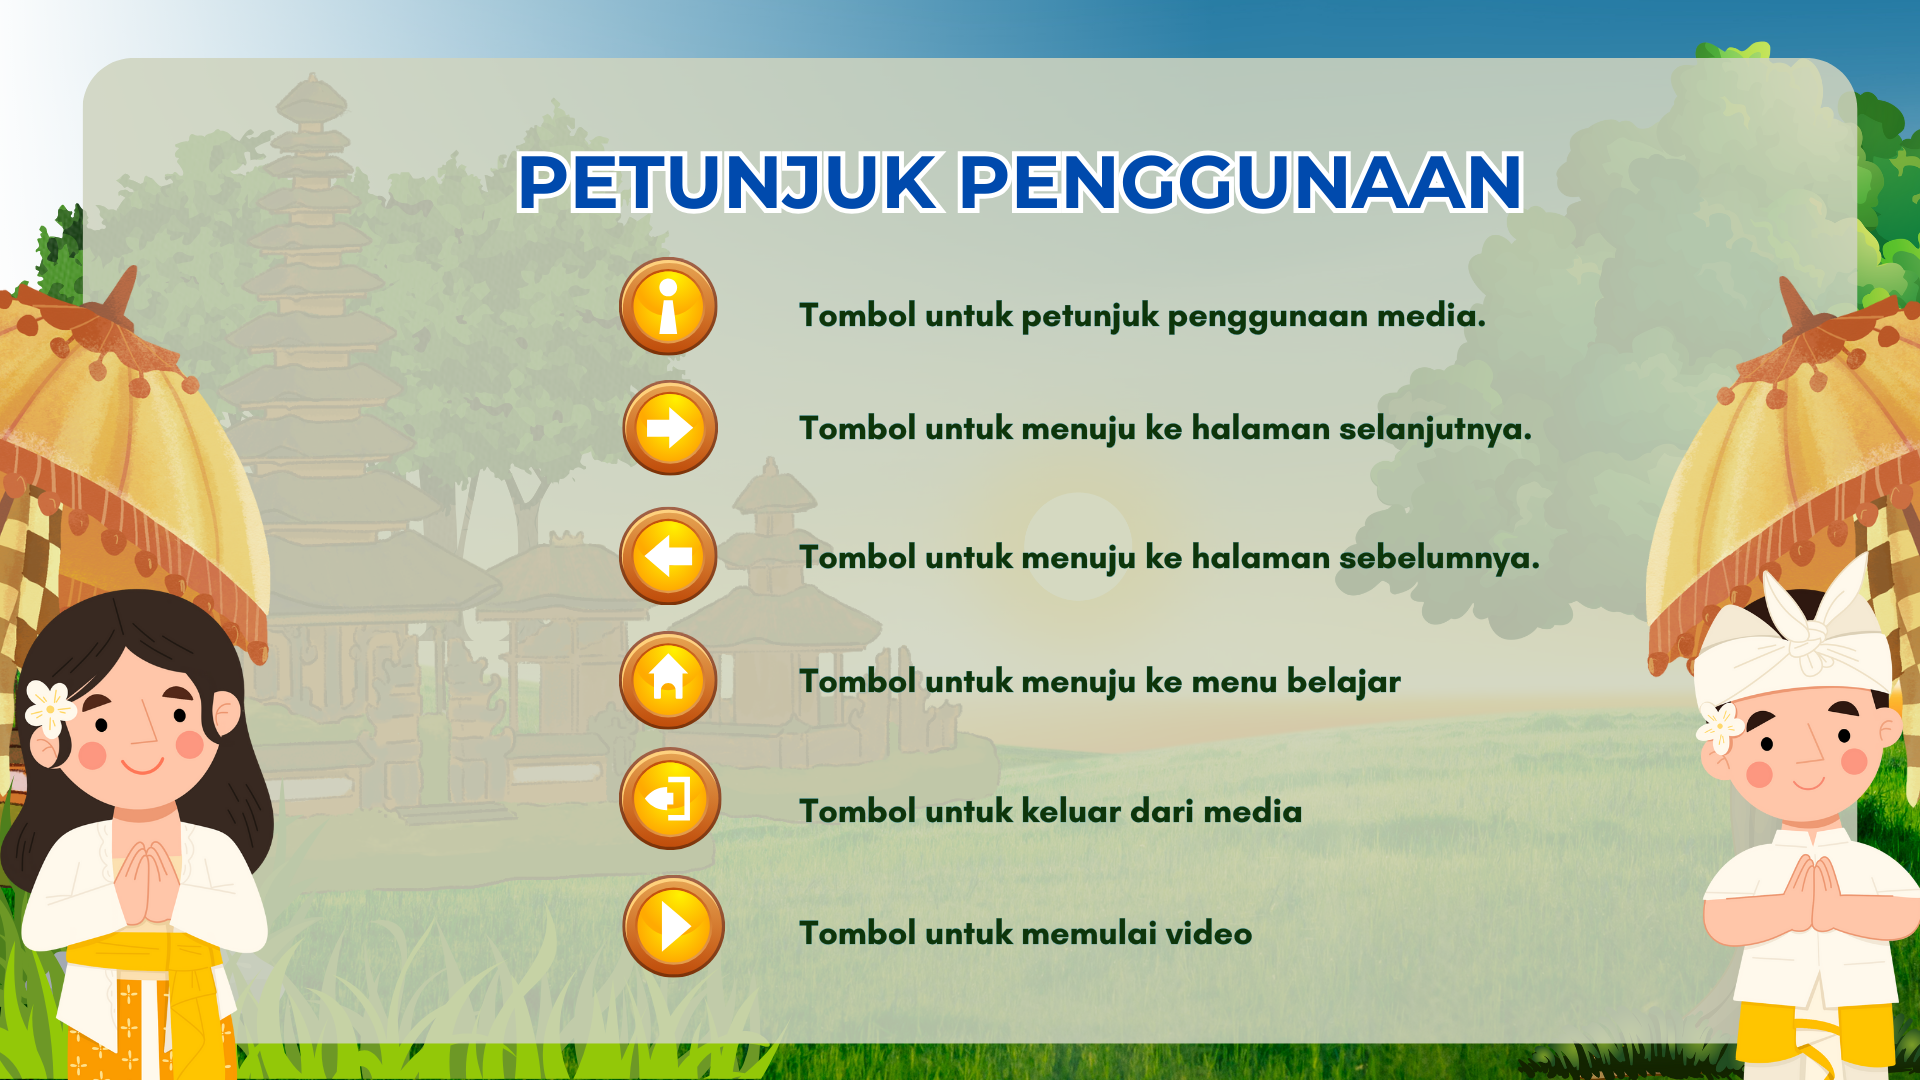 PETUNJUK PENGGUNAAN
Tombol untuk petunjuk penggunaan media.
Tombol untuk menuju ke halaman selanjutnya.
Tombol untuk menuju ke halaman sebelumnya.
Tombol untuk menuju ke menu belajar
Tombol untuk keluar dari media
Tombol untuk memulai video